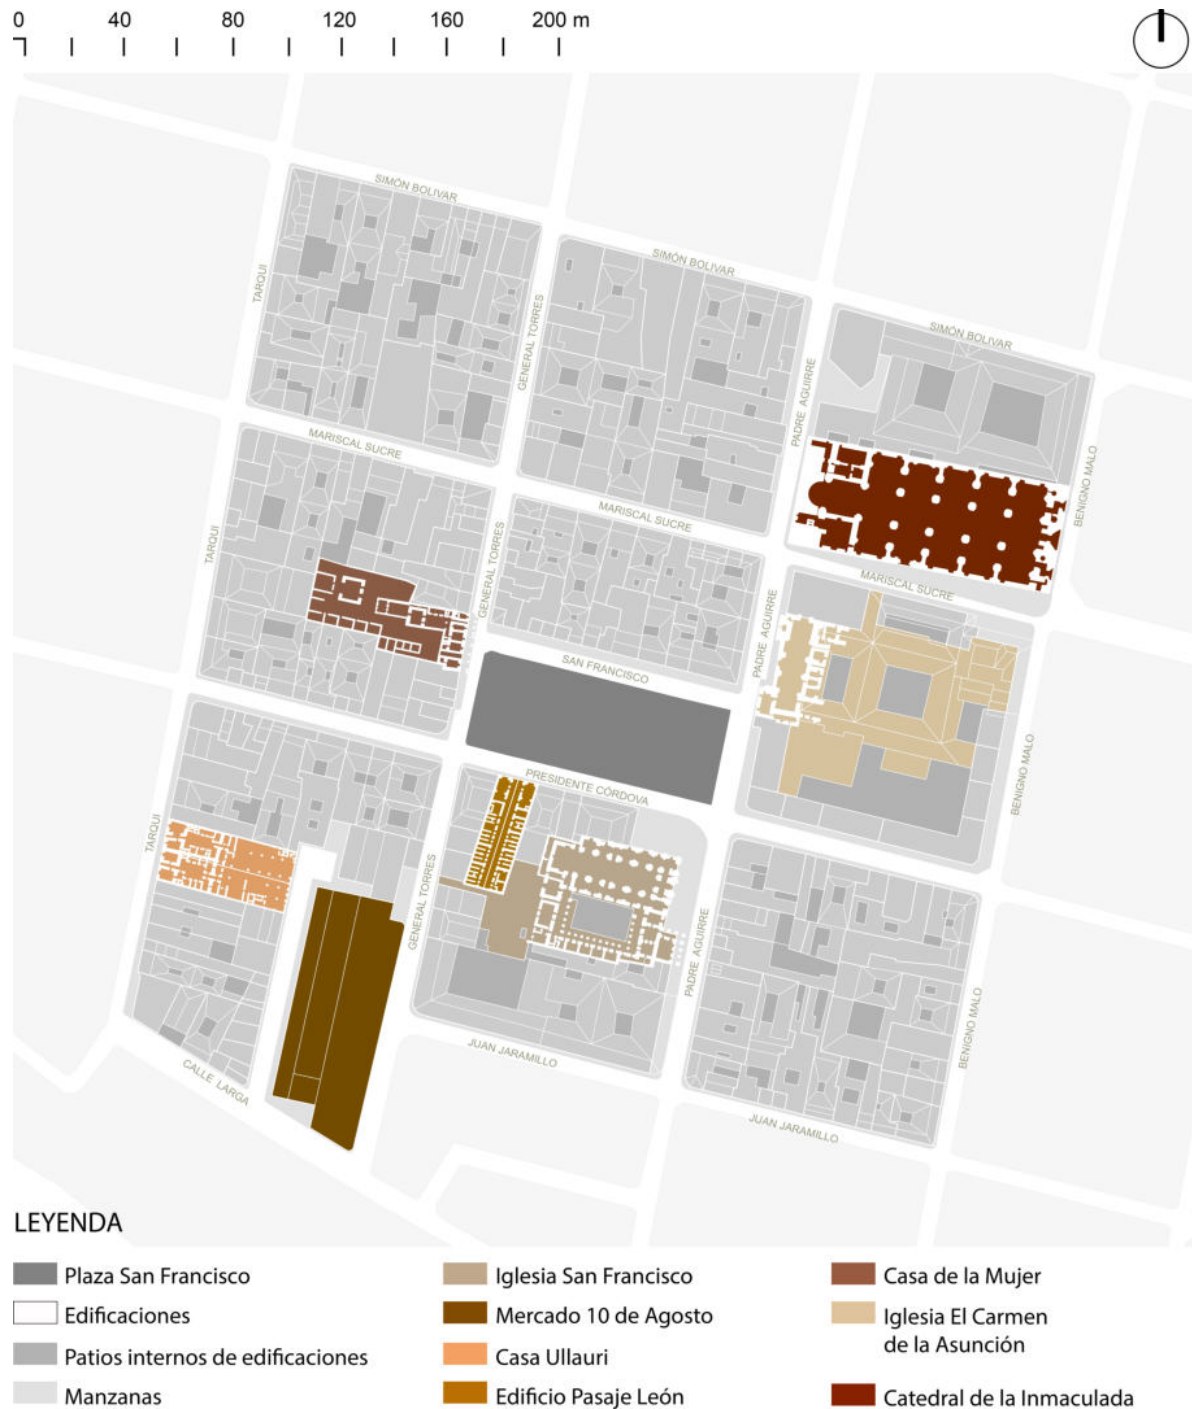 0 40 80 120 160 200 m
SIMÓN BOLIVAR
SIMÓN BOLIVAR
SIMÓN BOLIVAR
TARQUI
GENERAL TORRES
PADRE AGUIRRE
BENIGNO MALO
MARISCAL SUCRE
MARISCAL SUCRE
MARISCAL SUCRE
TARQUI
GENERAL TORRES
PADRE AGUIRRE
BENIGNO MALO
SAN FRANCISCO
PRESIDENTE CÓRDOVA
TARQUI
GENERAL TORRES
PADRE AGUIRRE
BENIGNO MALO
JUAN JARAMILLO
CALLE LARGA
JUAN JARAMILLO
LEYENDA
Plaza San Francisco
Edificaciones
Patios internos de edificaciones
Manzanas
Iglesia San Francisco
Mercado 10 de Agosto
Casa Ullauri
Edificio Pasaje León
Casa de la Mujer
Iglesia El Carmen
de la Asunción
Catedral de la Inmaculada